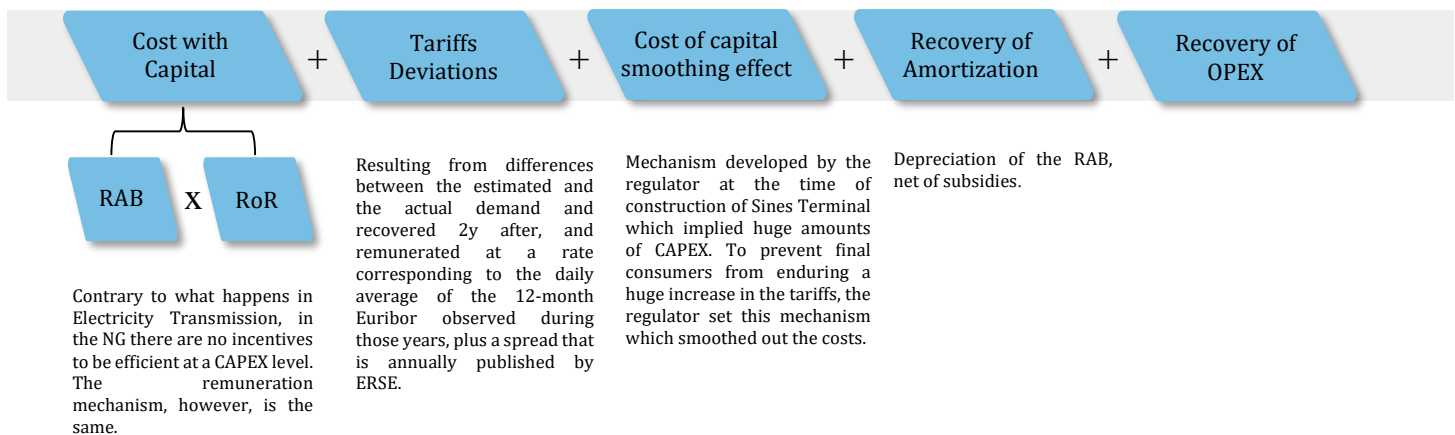 Cost with
Capital
+
Tariffs
Deviations
+
Cost of capital
smoothing effect
+
Recovery of
Amortization
+
Recovery of
OPEX
RAB
x
RoR
Contrary to what happens in
Electricity Transmission, in
the NG there are no incentives
to be efficient at a CAPEX level.
The remuneration
mechanism, however, is the
same.
Resulting from differences
between the estimated and
the actual demand and
recovered 2y after, and
remunerated at a rate
corresponding to the daily
average of the 12-month
Euribor observed during
those years, plus a spread that
is annually published by
ERSE.
Mechanism developed by the
regulator at the time of
construction of Sines Terminal
which implied huge amounts
of CAPEX. To prevent final
consumers from enduring a
huge increase in the tariffs, the
regulator set this mechanism
which smoothed out the costs.
Depreciation of the RAB,
net of subsidies.